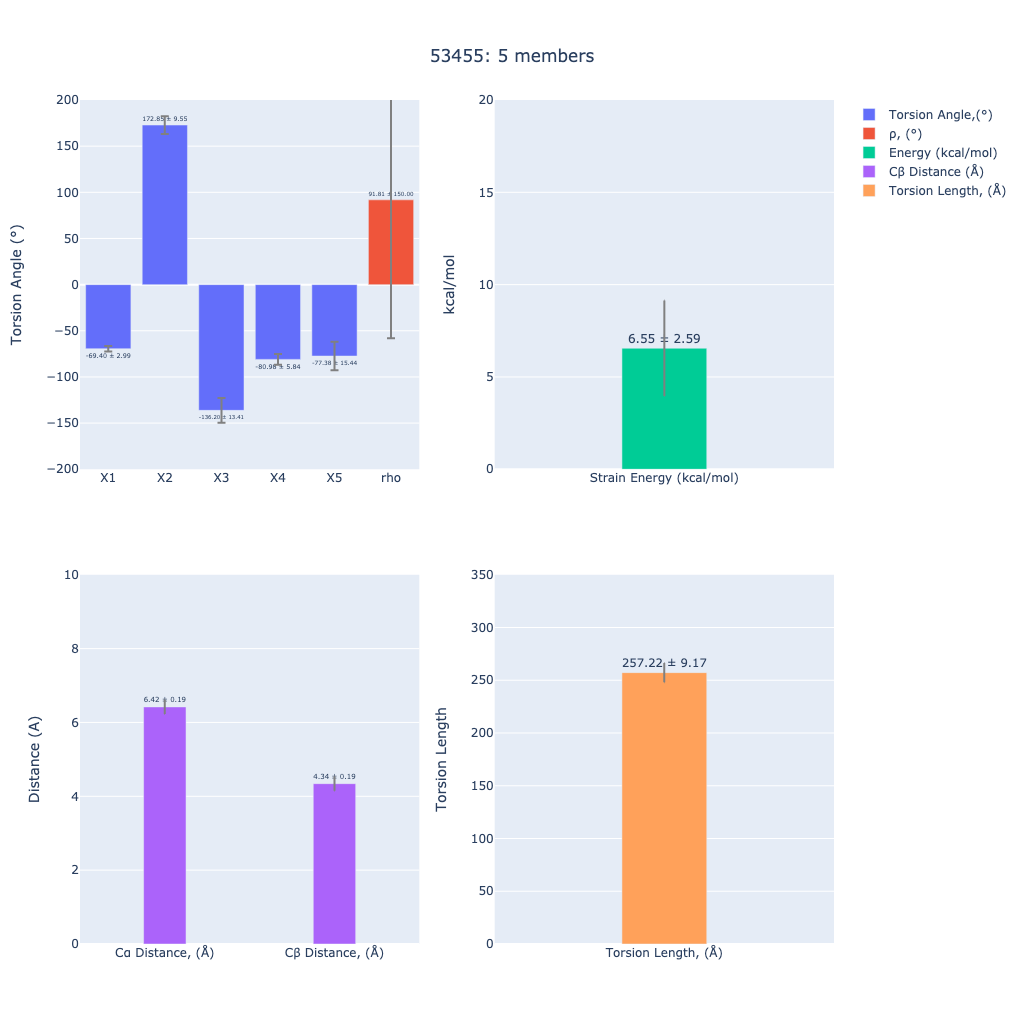 53455: 5 members
Torsion Angle (°)
200
150
100
50
0
−50
−100
−150
−200
-69.40 ± 2.99
-136.20 ± 13.41
-80.98 ± 5.84
-77.38 ± 15.44
91.81 ± 150.00
X1 X2 X3 X4 X5 rho
kcal/mol
20
15
10
5
0
6.55 ± 2.59
Strain Energy (kcal/mol)
Torsion Angle,(°)
ρ, (°)
Energy (kcal/mol)
Cβ Distance (Å)
Torsion Length, (Å)
Distance (A)
10
8
6
4
2
0
6.42 ± 0.19
4.34 ± 0.19
Cα Distance, (Å) Cβ Distance, (Å)
Torsion Length
350
300
250
200
150
100
50
0
257.22 ± 9.17
Torsion Length, (Å)